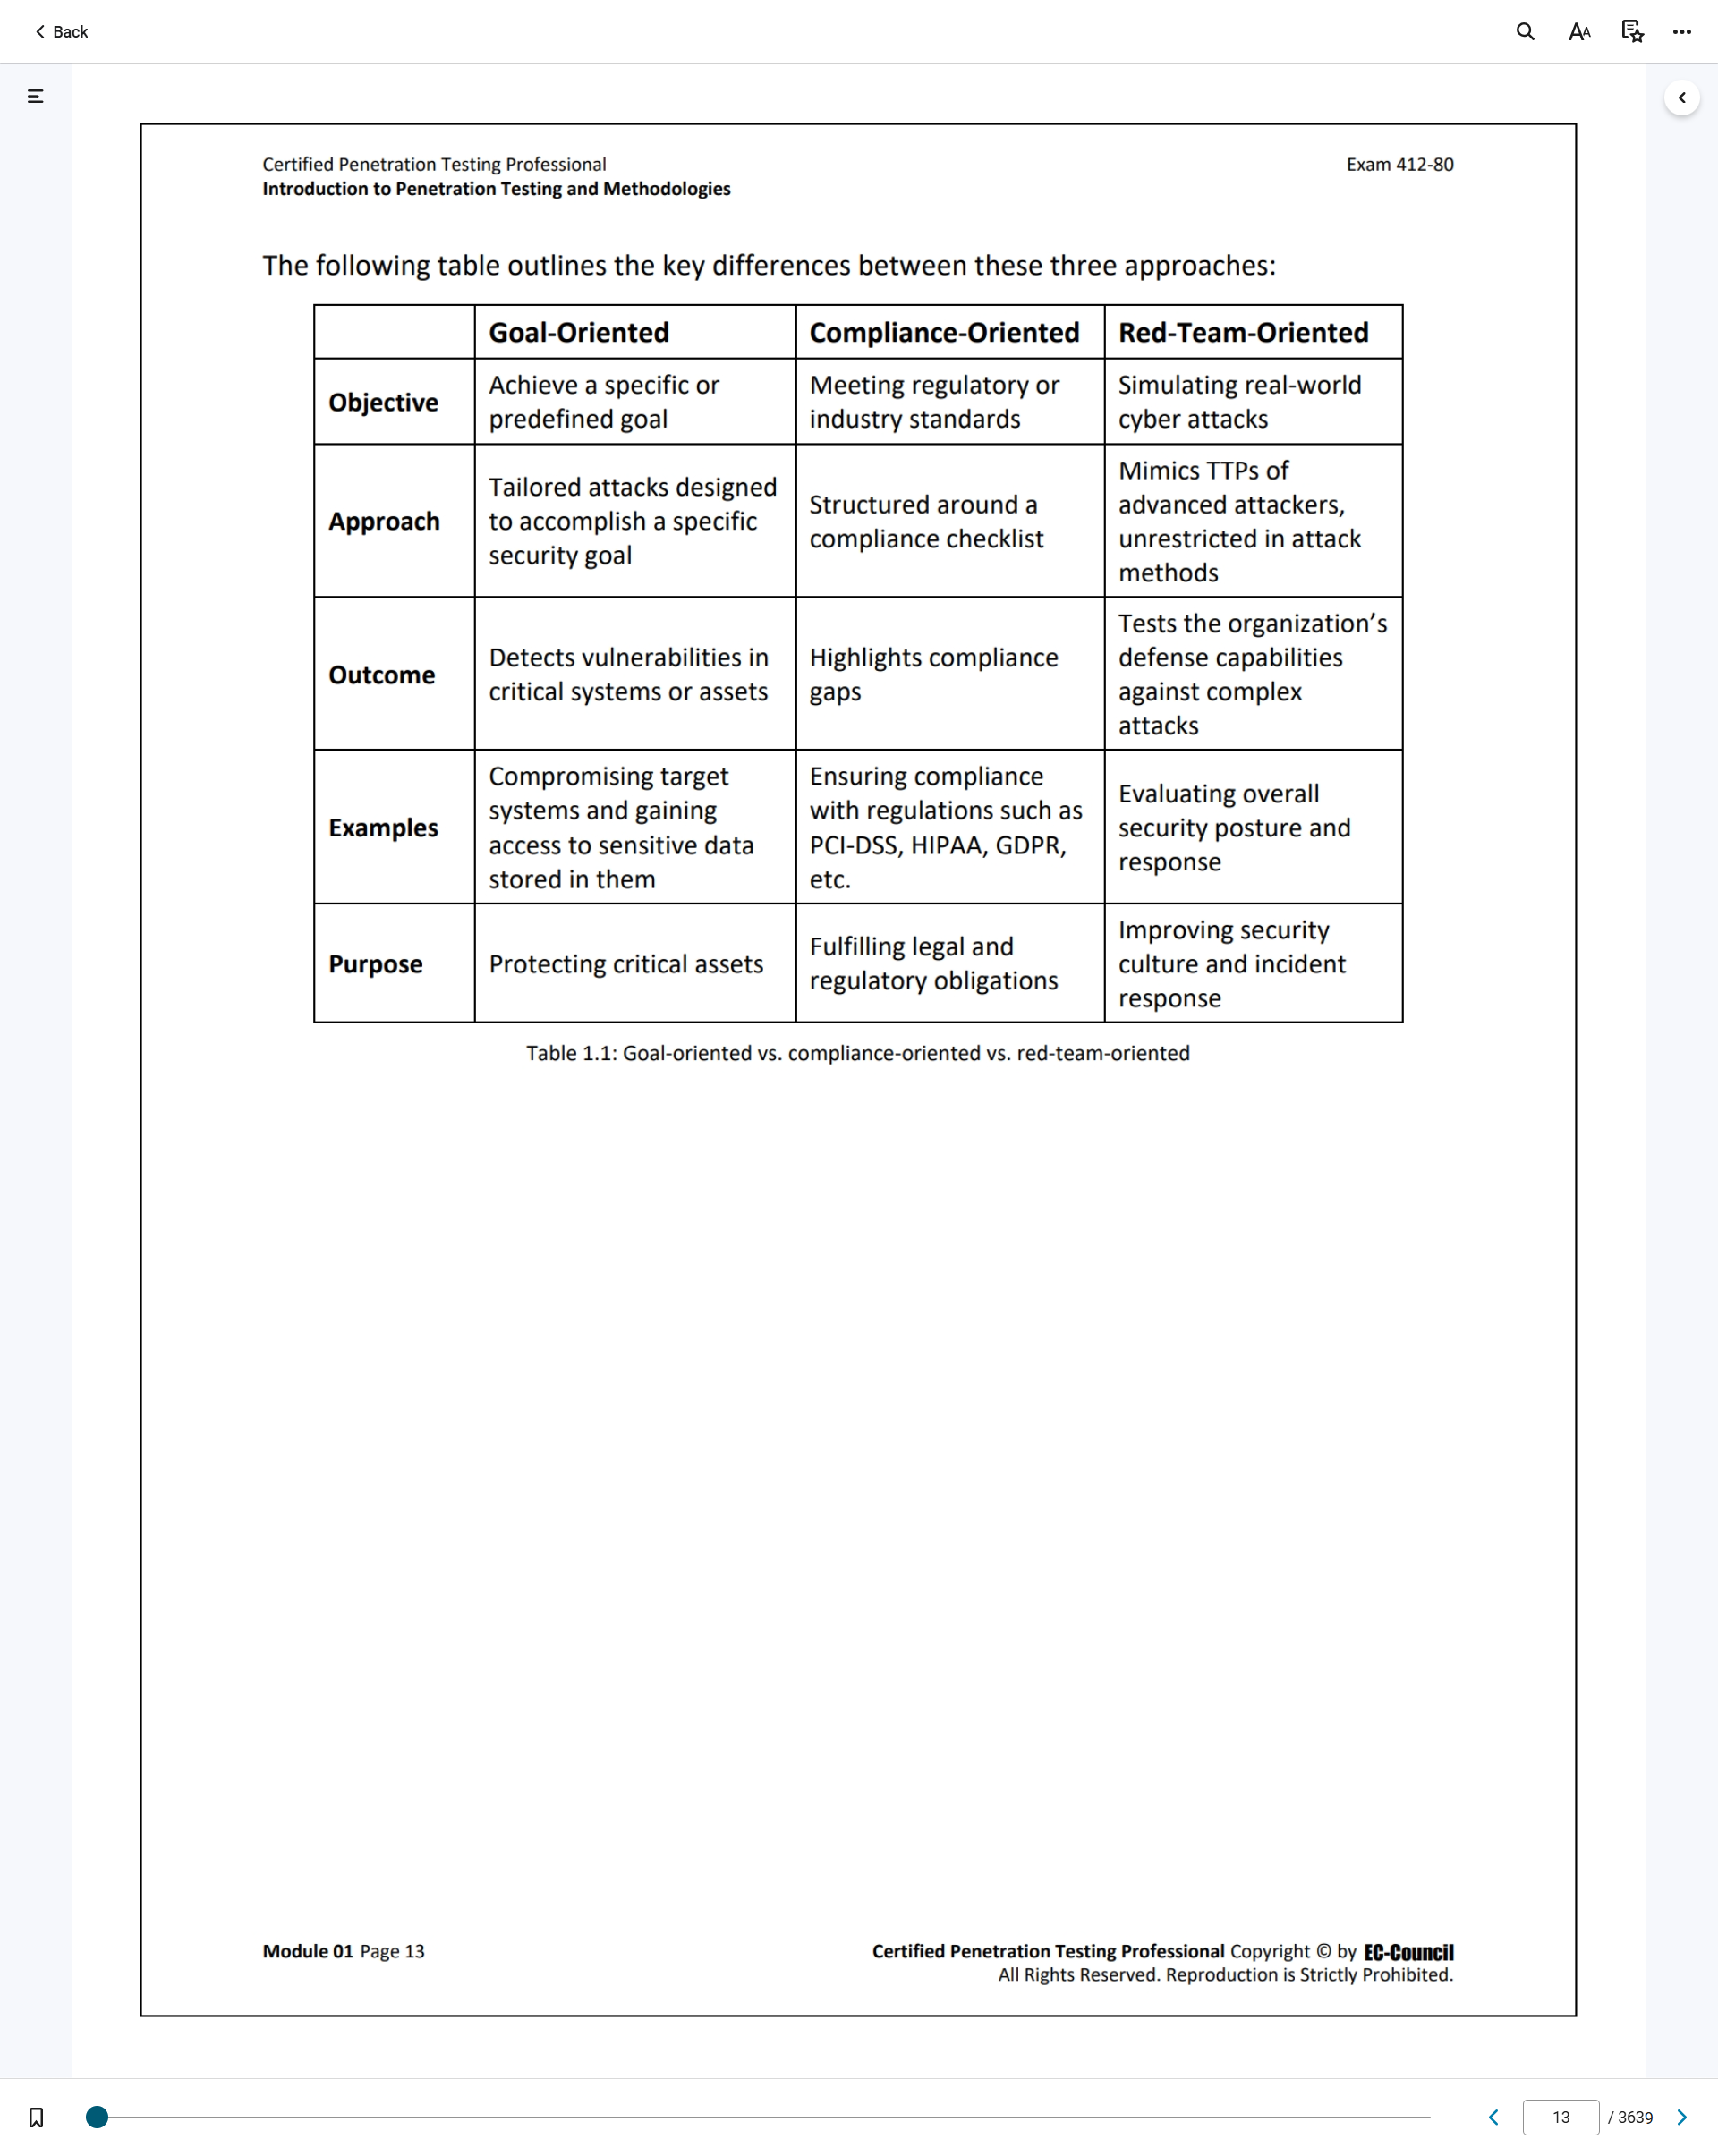 Back
Certified Penetration Testing Professional Exam 412-80
Introduction to Penetration Testing and Methodologies
The following table outlines the key differences between these three approaches:
Goal-Oriented Compliance-Oriented Red-Team-Oriented
Objective
Achieve a specific or
predefined goal
Meeting regulatory or
industry standards
Simulating real-world
cyber attacks
Approach
Tailored attacks designed
to accomplish a specific
security goal
Structured around a
compliance checklist
Mimics TTPs of
advanced attackers,
unrestricted in attack
methods
Outcome
Detects vulnerabilities in
critical systems or assets
Highlights compliance
gaps
Tests the organization’s
defense capabilities
against complex
attacks
Examples
Compromising target
systems and gaining
access to sensitive data
stored in them
Ensuring compliance
with regulations such as
PCI-DSS, HIPAA, GDPR,
etc.
Evaluating overall
security posture and
response
Purpose
Protecting critical assets
Fulfilling legal and
regulatory obligations
Improving security
culture and incident
response
Table 1.1: Goal-oriented vs. compliance-oriented vs. red-team-oriented
Module 01 Page 13 Certified Penetration Testing Professional Copyright © by EC-Council
All Rights Reserved. Reproduction is Strictly Prohibited.
13 / 3639